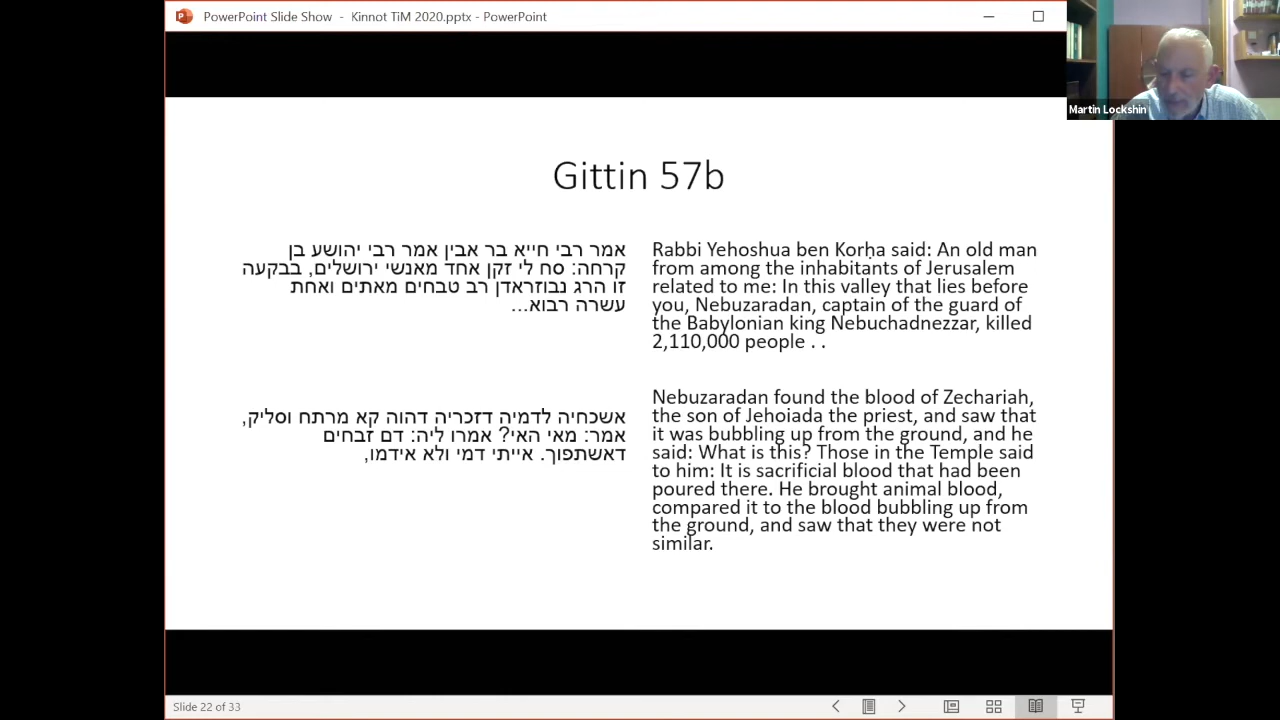 PowerPoint Slide Show - Kinnot TiM 2020.pptx - PowerPoint
Martin Lockshin
Gittin 57b
אמר רבי חייא בר אבין אמר רבי יהושע בן
קרחה: סח לי זקן אחד מאנשי ירושלים, בבקעה
זו הרג נבוזראדן רב טבחים מאתים ואחת
עשרה רבוא...
אשכחיה לדמיה דזכריה דהוה קא מרתח וסליק,
אמר: מאי האי? אמרו ליה: דם זבחים
דאשתפוך. אייתי דמי ולא אידמו,
Rabbi Yehoshua ben Korḥa said: An old man
from among the inhabitants of Jerusalem
related to me: In this valley that lies before
you, Nebuzaradan, captain of the guard of
the Babylonian king Nebuchadnezzar, killed
2,110,000 people . .
Nebuzaradan found the blood of Zechariah,
the son of Jehoiada the priest, and saw that
it was bubbling up from the ground, and he
said: What is this? Those in the Temple said
to him: It is sacrificial blood that had been
poured there. He brought animal blood,
compared it to the blood bubbling up from
the ground, and saw that they were not
similar.
Slide 22 of 33